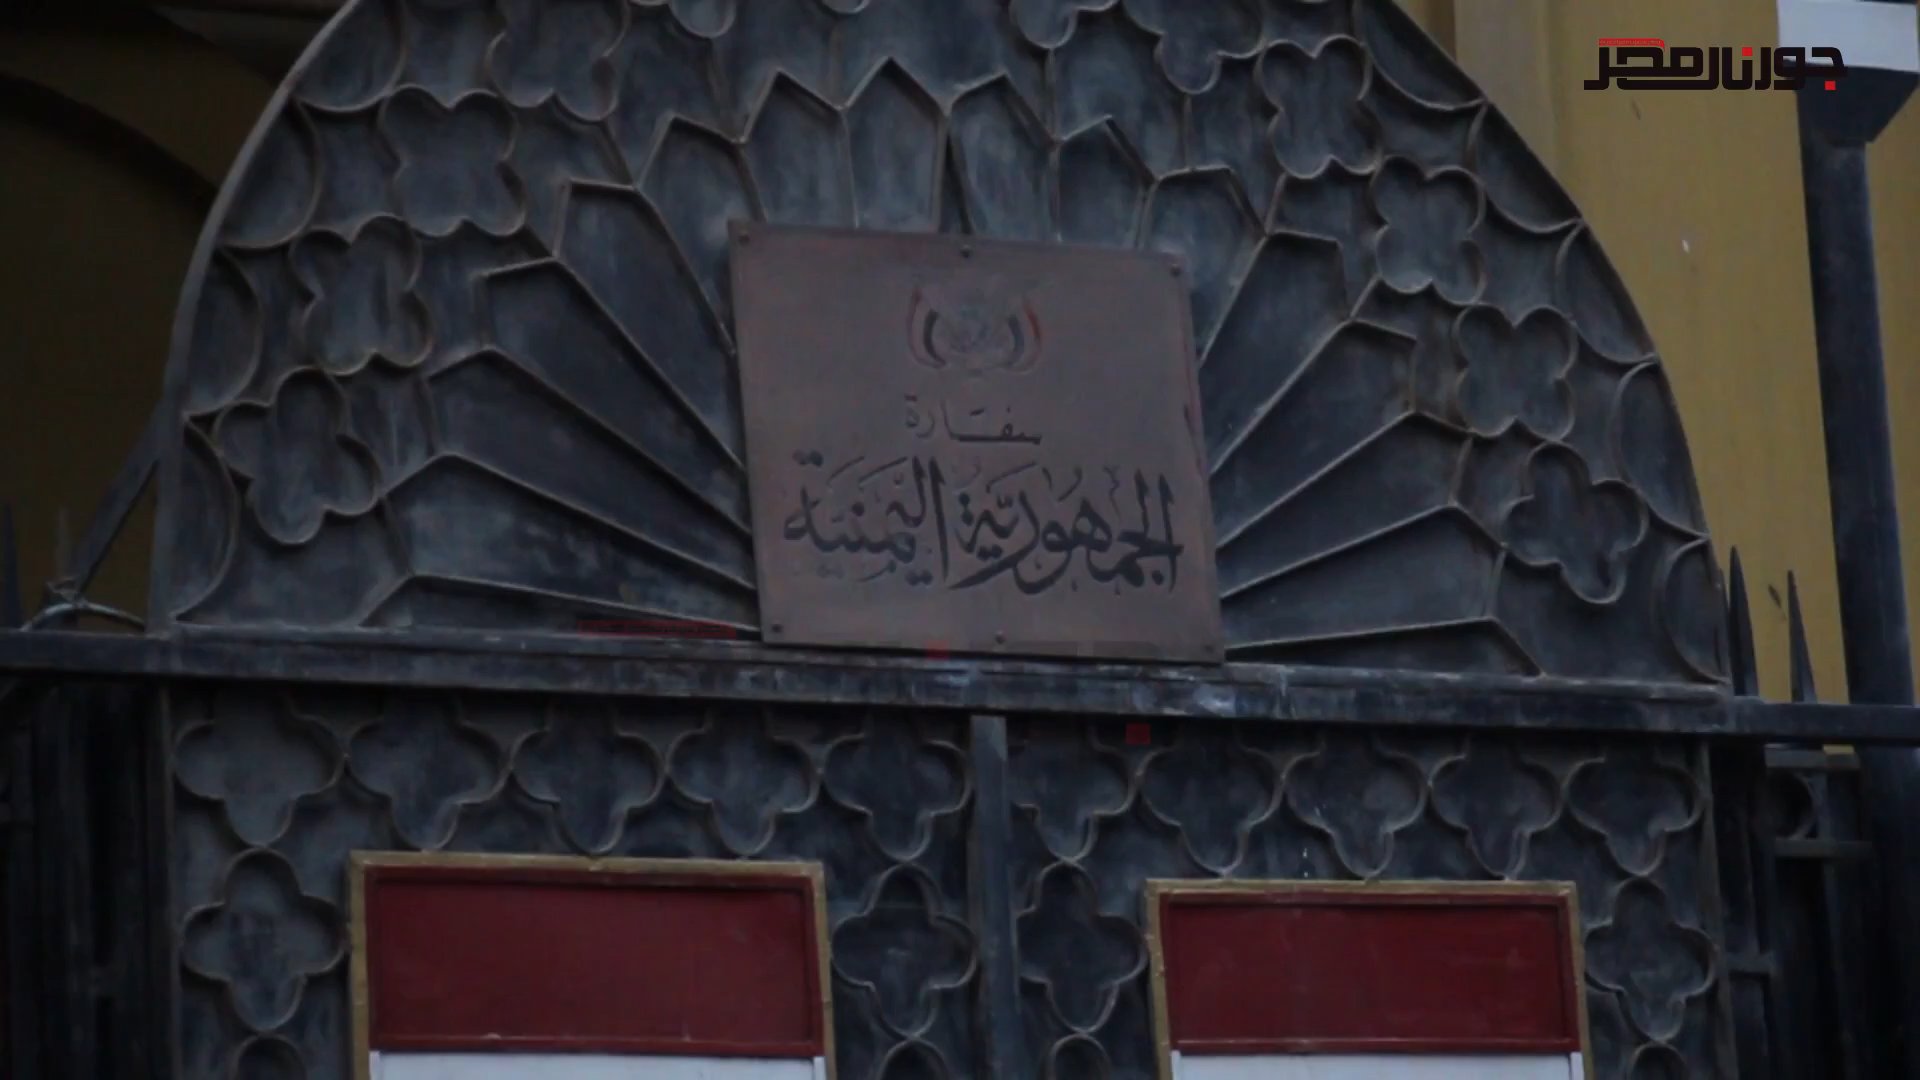 جورنال مصر
سفارة
الجمهورية اليمنية